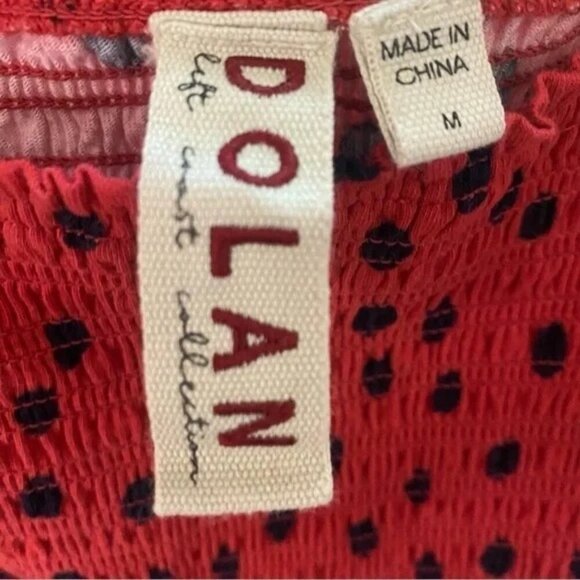 DOLAN
left coast collection
MADE IN
CHINA
M